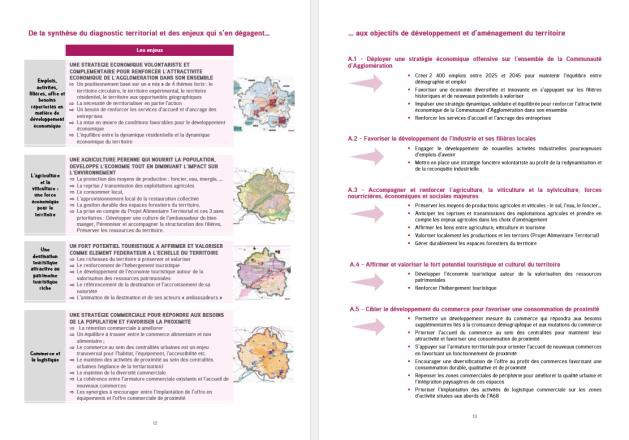 De la synthèse du diagnostic territorial et des enjeux qui s'en dégagent...
Les enjeux
Emplois,
activités,
filières, offre et
besoins
répertoriés en
matière de
développement
économique
UNE STRATEGIE ECONOMIQUE VOLONTARISTE ET
COMPLEMENTAIRE POUR RENFORCER L'ATTRACTIVITE
ECONOMIQUE DE L'AGGLOMERATION DANS SON ENSEMBLE
⇒ Un positionnement basé sur un « mix » de 4 thèmes forts : le
territoire circulaire, le territoire expérimental, le territoire
résidentiel, le territoire aux opportunités géographiques
⇒ La nécessité de territorialiser en partie l'action
⇒ Un besoin de renforcer les services d'accueil et d'ancrage des
entreprises
⇒ La mise en œuvre de conditions favorables pour le développement
économique
⇒ L'équilibre entre la dynamique résidentielle et la dynamique
économique du territoire.
L'agriculture
et la
viticulture :
une force
économique
pour le
territoire
UNE AGRICULTURE PERENNE QUI NOURRIT LA POPULATION,
DEVELOPPE L'ECONOMIE TOUT EN DIMINUANT L'IMPACT SUR
L'ENVIRONNEMENT
⇒ La protection des moyens de production : foncier, eau, énergie, ...
⇒ La reprise / transmission des exploitations agricoles
⇒ Le consommer local,
⇒ L'approvisionnement local de la restauration collective
⇒ La gestion durable des espaces forestiers du territoire.
⇒ La prise en compte du Projet Alimentaire Territorial et ces 3 axes
prioritaires : Développer une culture de l'ambassadeur du bien
manger, Pérenniser et accompagner la structuration des filières,
Préserver les ressources du territoire.
Une
destination
touristique
attractive au
patrimoine
touristique
riche
UN FORT POTENTIEL TOURISTIQUE A AFFIRMER ET VALORISER
COMME ELEMENT FEDERATEUR A L'ECHELLE DU TERRITOIRE
⇒ Les richesses du territoire à préserver et valoriser
⇒ Le renforcement de l'hébergement touristique
⇒ Le développement de l'économie touristique autour de la
valorisation des ressources patrimoniales
⇒ Le référencement de la destination et l'accroissement de sa
notoriété
⇒ L'animation de la destination et de ses acteurs « ambassadeurs »
Commerce et
la logistique
UNE STRATEGIE COMMERCIALE POUR RÉPONDRE AUX BESOINS
DE LA POPULATION ET FAVORISER LA PROXIMITÉ
⇒ La rétention commerciale à améliorer
⇒ Un équilibre à trouver entre le commerce alimentaire et non
alimentaire ;
⇒ Le commerce au sein des centralités urbaines est un enjeu
transversal pour l'habitat, l'équipement, l'accessibilité etc.
⇒ Le maintien des activités de proximité au sein des centralités
urbaines (vigilance de la tertiarisation)
⇒ Le maintien de la diversité commerciale
⇒ La cohérence entre l'armature commerciale existante et l'accueil de
nouveaux commerces
⇒ Les synergies à encourager entre l'implantation de l'offre en
équipements et l'offre commerciale de proximité
12
... aux objectifs de développement et d'aménagement du territoire
A.1 - Déployer une stratégie économique offensive sur l'ensemble de la Communauté
d'Agglomération
• Créer 2 400 emplois entre 2025 et 2045 pour maintenir l'équilibre entre
démographie et emploi
• Favoriser une économie diversifiée et innovante en s'appuyant sur les filières
historiques et de nouveaux potentiels à valoriser
• Impulser une stratégie dynamique, solidaire et équilibrée pour renforcer l'attractivité
économique de la Communauté d'Agglomération dans son ensemble
• Renforcer les services d'accueil et l'ancrage des entreprises
A.2 - Favoriser le développement de l'industrie et ses filières locales
• Engager le développement de nouvelles activités industrielles pourvoyeuses
d'emplois d'avenir
• Mettre en place une stratégie foncière volontariste au profit de la redynamisation et
de la reconquête industrielle.
A.3 - Accompagner et renforcer l'agriculture, la viticulture et la sylviculture, forces
nourricières, économiques et sociales majeures
• Préserver les moyens de productions agricoles et viticoles : le sol, l'eau, le foncier...
• Anticiper les reprises et transmissions des exploitations agricoles et prendre en
compte les enjeux agricoles dans les choix d'aménagement
• Affirmer les liens entre agriculture, viticulture et tourisme
• Valoriser localement les productions et les terroirs (Projet Alimentaire Territorial)
• Gérer durablement les espaces forestiers du territoire
A.4 - Affirmer et valoriser le fort potentiel touristique et culturel du territoire
• Développer l'économie touristique autour de la valorisation des ressources
patrimoniales
• Renforcer l'hébergement touristique
A.5 - Cibler le développement du commerce pour favoriser une consommation de proximité
• Permettre un développement mesuré du commerce qui répondra aux besoins
supplémentaires liés à la croissance démographique et aux mutations du commerce
• Prioriser l'accueil du commerce au sein des centralités pour maintenir leur
attractivité et favoriser une consommation de proximité
• S'appuyer sur l'armature territoriale pour orienter l'accueil de nouveaux commerces
en favorisant un fonctionnement de proximité
• Encourager une diversification de l'offre au profit des commerces favorisant une
consommation durable, qualitative et de proximité
• Repenser les zones commerciales de périphérie pour améliorer la qualité urbaine et
l'intégration paysagère de ces espaces
• Prioriser l'implantation des activités de logistique commerciale sur les zones
d'activité situées aux abords de l'A68
13